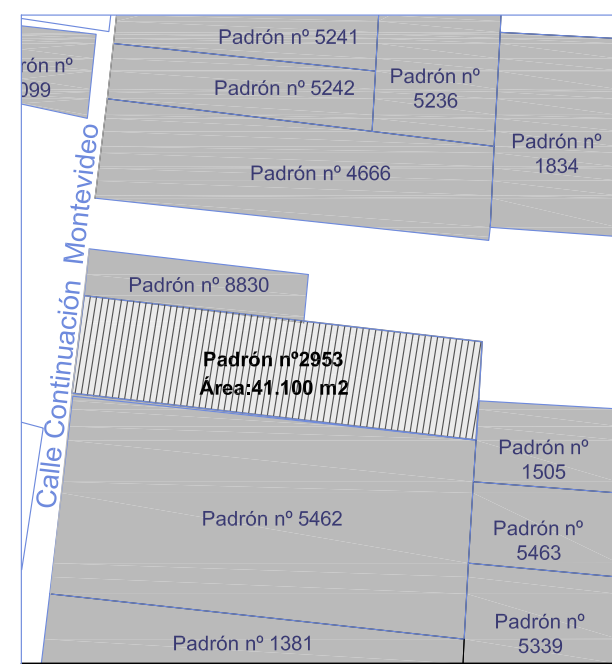 Padrón nº 5241
rón nº
099
Padrón nº 5242
Padrón nº
5236
Padrón nº
1834
Padrón nº 4666
Calle Continuación Montevideo
Padrón nº 8830
Padrón nº2953
Área:41.100 m2
Padrón nº
1505
Padrón nº 5462
Padrón nº
5463
Padrón nº
5339
Padrón nº 1381